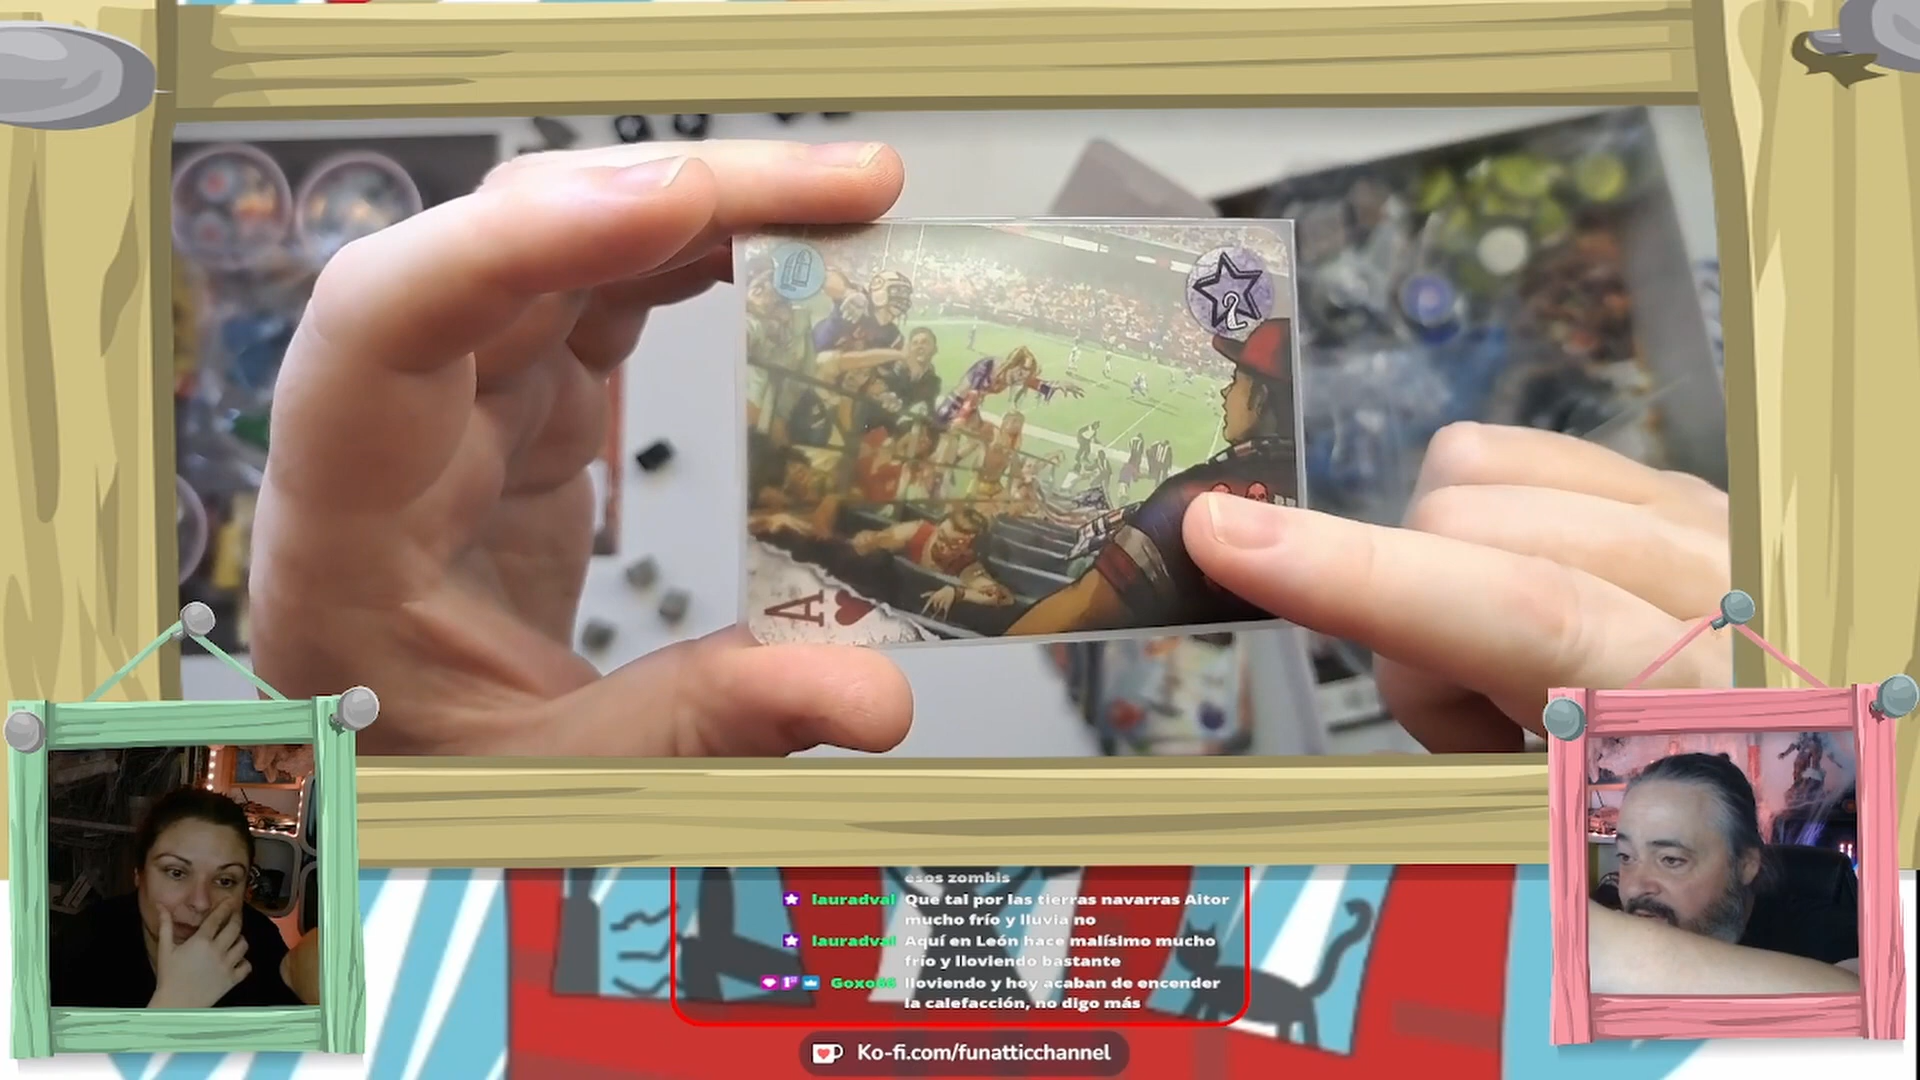 2
A
esos zombis
lauradval Que tal por las tierras navarras Aitor
mucho frío y lluvia no
lauradval Aquí en León hace malísimo mucho
frío y lloviendo bastante
lloviendo y hoy acaban de encender
la calefacción, no digo más
Ko-fi.com/funatticchannel